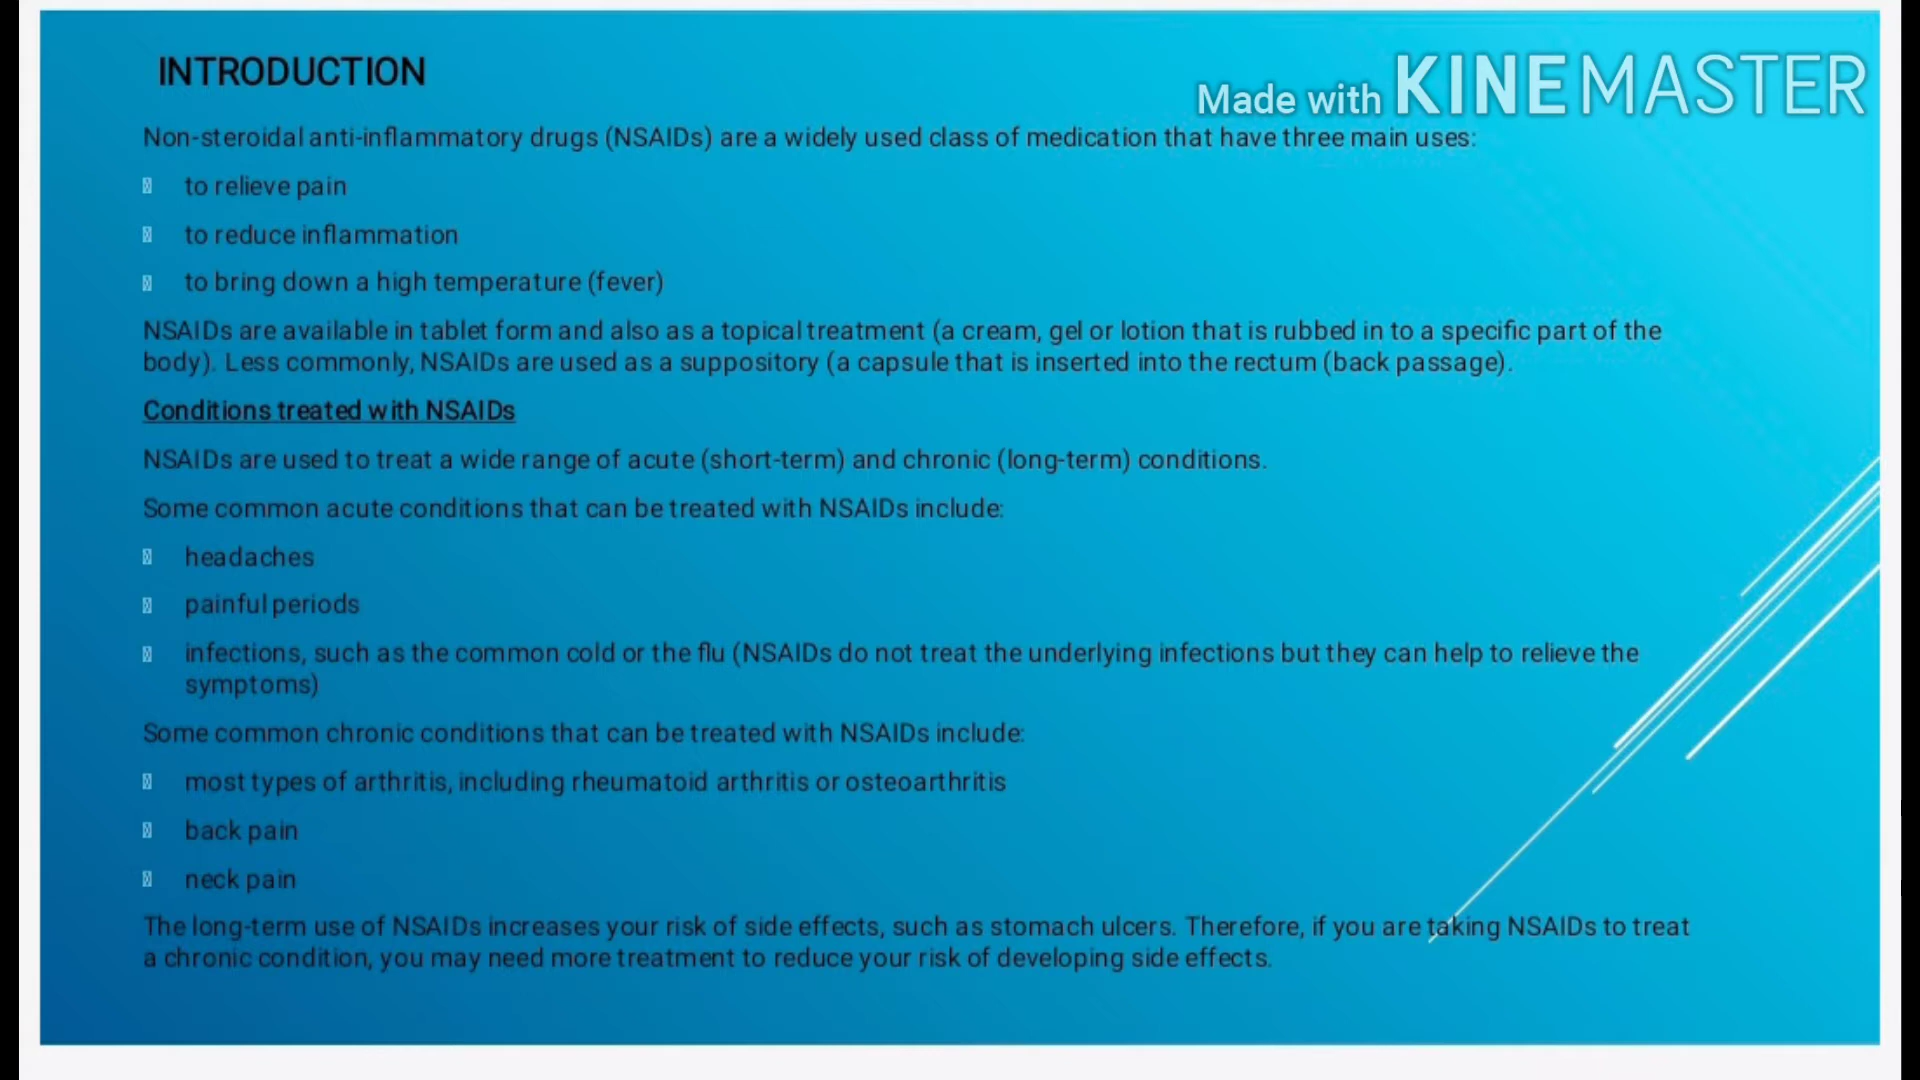 INTRODUCTION
Made with KINEMASTER
Non-steroidal anti-inflammatory drugs (NSAIDs) are a widely used class of medication that have three main uses:
to relieve pain
to reduce inflammation
to bring down a high temperature (fever)
NSAIDs are available in tablet form and also as a topical treatment (a cream, gel or lotion that is rubbed in to a specific part of the
body). Less commonly, NSAIDs are used as a suppository (a capsule that is inserted into the rectum (back passage).
Conditions treated with NSAIDs
NSAIDs are used to treat a wide range of acute (short-term) and chronic (long-term) conditions.
Some common acute conditions that can be treated with NSAIDs include:
headaches
painful periods
infections, such as the common cold or the flu (NSAIDs do not treat the underlying infections but they can help to relieve the
symptoms)
Some common chronic conditions that can be treated with NSAIDs include:
most types of arthritis, including rheumatoid arthritis or osteoarthritis
back pain
neck pain
The long-term use of NSAIDs increases your risk of side effects, such as stomach ulcers. Therefore, if you are taking NSAIDs to treat
a chronic condition, you may need more treatment to reduce your risk of developing side effects.